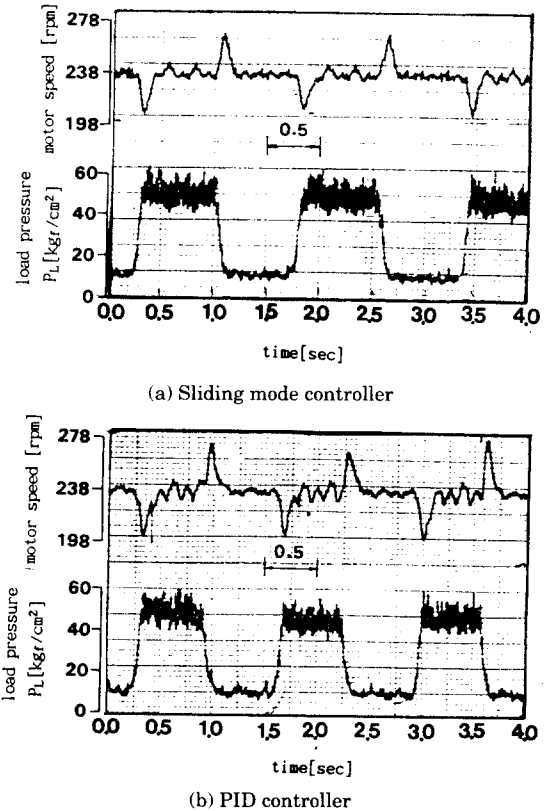 278
238
198
motor speed [rpm]
0.5
60
40
20
0
load pressure
PL[kgf/cm²]
0.0 0.5 1.0 1.5 2.0 2.5 3.0 3.5 4.0
time[sec]
(a) Sliding mode controller
278
238
198
motor speed [rpm]
0.5
60
40
20
0
load pressure
PL[kgf/cm²]
0.0 0.5 1.0 1.5 2.0 2.5 3.0 3.5 4.0
time[sec]
(b) PID controller